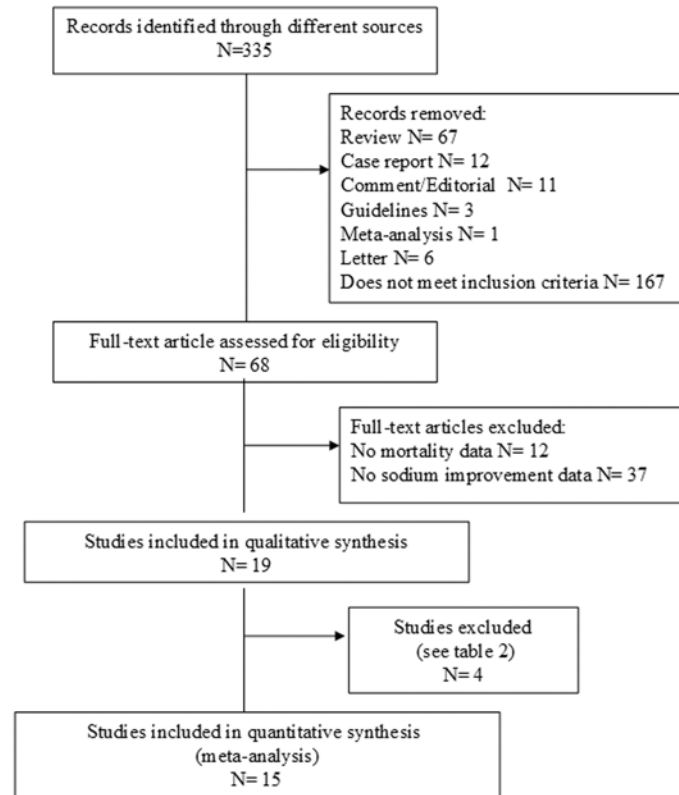 Records identified through different sources
N=335
Records removed:
Review N= 67
Case report N= 12
Comment/Editorial N= 11
Guidelines N= 3
Meta-analysis N= 1
Letter N= 6
Does not meet inclusion criteria N= 167
Full-text article assessed for eligibility
N= 68
Full-text articles excluded:
No mortality data N= 12
No sodium improvement data N= 37
Studies included in qualitative synthesis
N= 19
Studies excluded
(see table 2)
N= 4
Studies included in quantitative synthesis
(meta-analysis)
N= 15